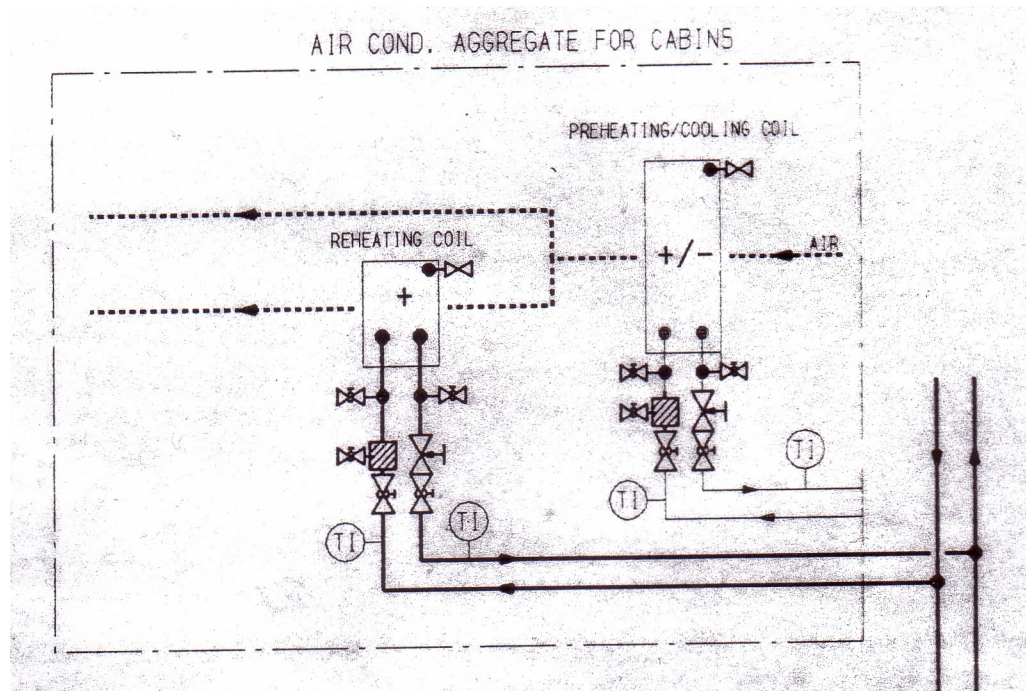 AIR COND. AGGREGATE FOR CABINS
PREHEATING/COOLING COIL
REHEATING COIL
AIR
+/-
+
TI
TI
TI
TI